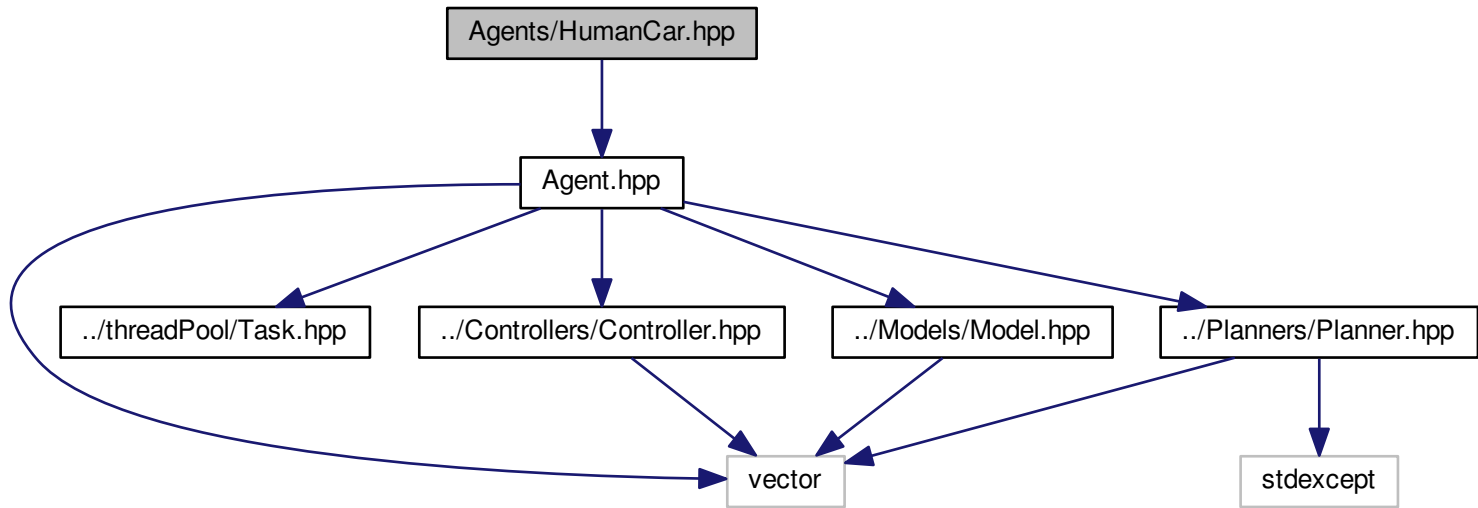 Agents/HumanCar.hpp
Agent.hpp
../threadPool/Task.hpp
../Controllers/Controller.hpp
../Models/Model.hpp
../Planners/Planner.hpp
vector
stdexcept